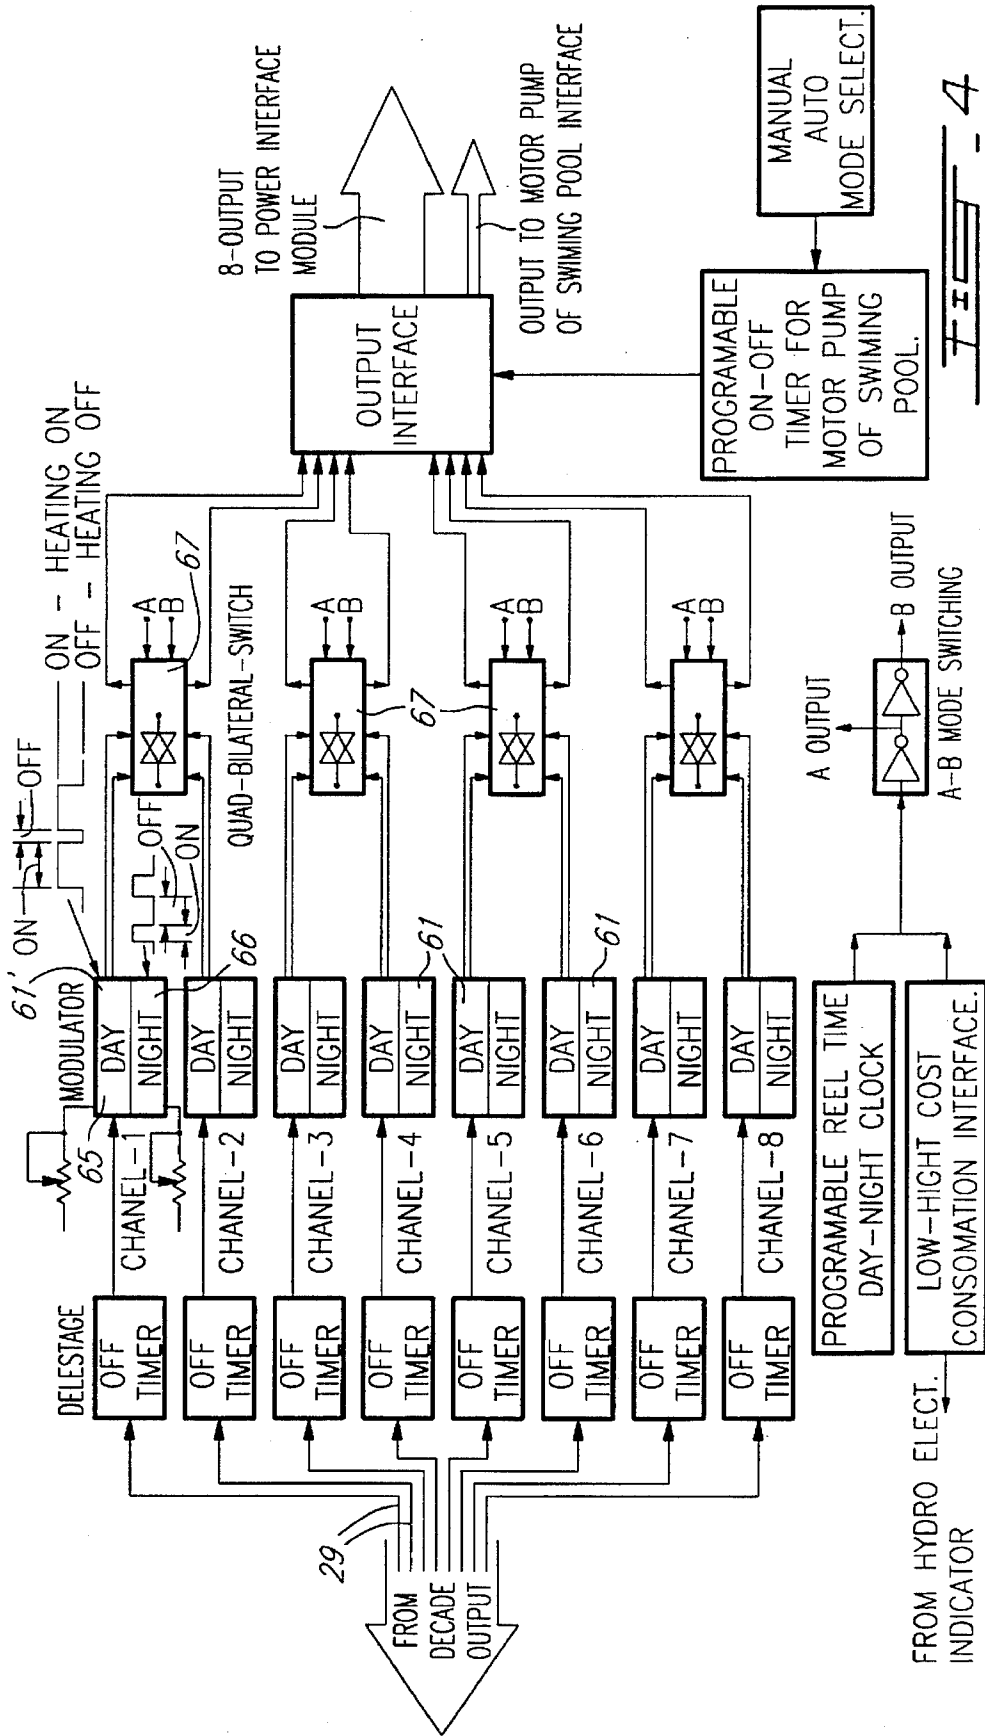 61'
ON
OFF
ON - HEATING ON
OFF - HEATING OFF
DELESTAGE
MODULATOR
65
66
OFF
ON
67
8-OUTPUT
TO POWER INTERFACE
MODULE
OUTPUT TO MOTOR PUMP
OF SWIMING POOL INTERFACE
OUTPUT
INTERFACE
QUAD-BILATERAL-SWITCH
OFF
TIMER
CHANEL-1
DAY
NIGHT
A
B
OFF
TIMER
CHANEL-2
DAY
NIGHT
OFF
TIMER
CHANEL-3
DAY
NIGHT
A
B
67
OFF
TIMER
CHANEL-4
DAY
NIGHT
61
29
FROM
DECADE
OUTPUT
OFF
TIMER
CHANEL-5
DAY
NIGHT
A
B
OFF
TIMER
CHANEL-6
DAY
NIGHT
61
OFF
TIMER
CHANEL-7
DAY
NIGHT
A
B
OFF
TIMER
CHANEL-8
DAY
NIGHT
PROGRAMABLE REEL TIME
DAY-NIGHT CLOCK
LOW-HIGHT COST
CONSOMATION INTERFACE.
FROM HYDRO ELECT.
INDICATOR
A OUTPUT
B OUTPUT
A-B MODE SWITCHING
PROGRAMABLE
ON-OFF
TIMER FOR
MOTOR PUMP
OF SWIMING
POOL.
MANUAL
AUTO
MODE SELECT.
FIG-4